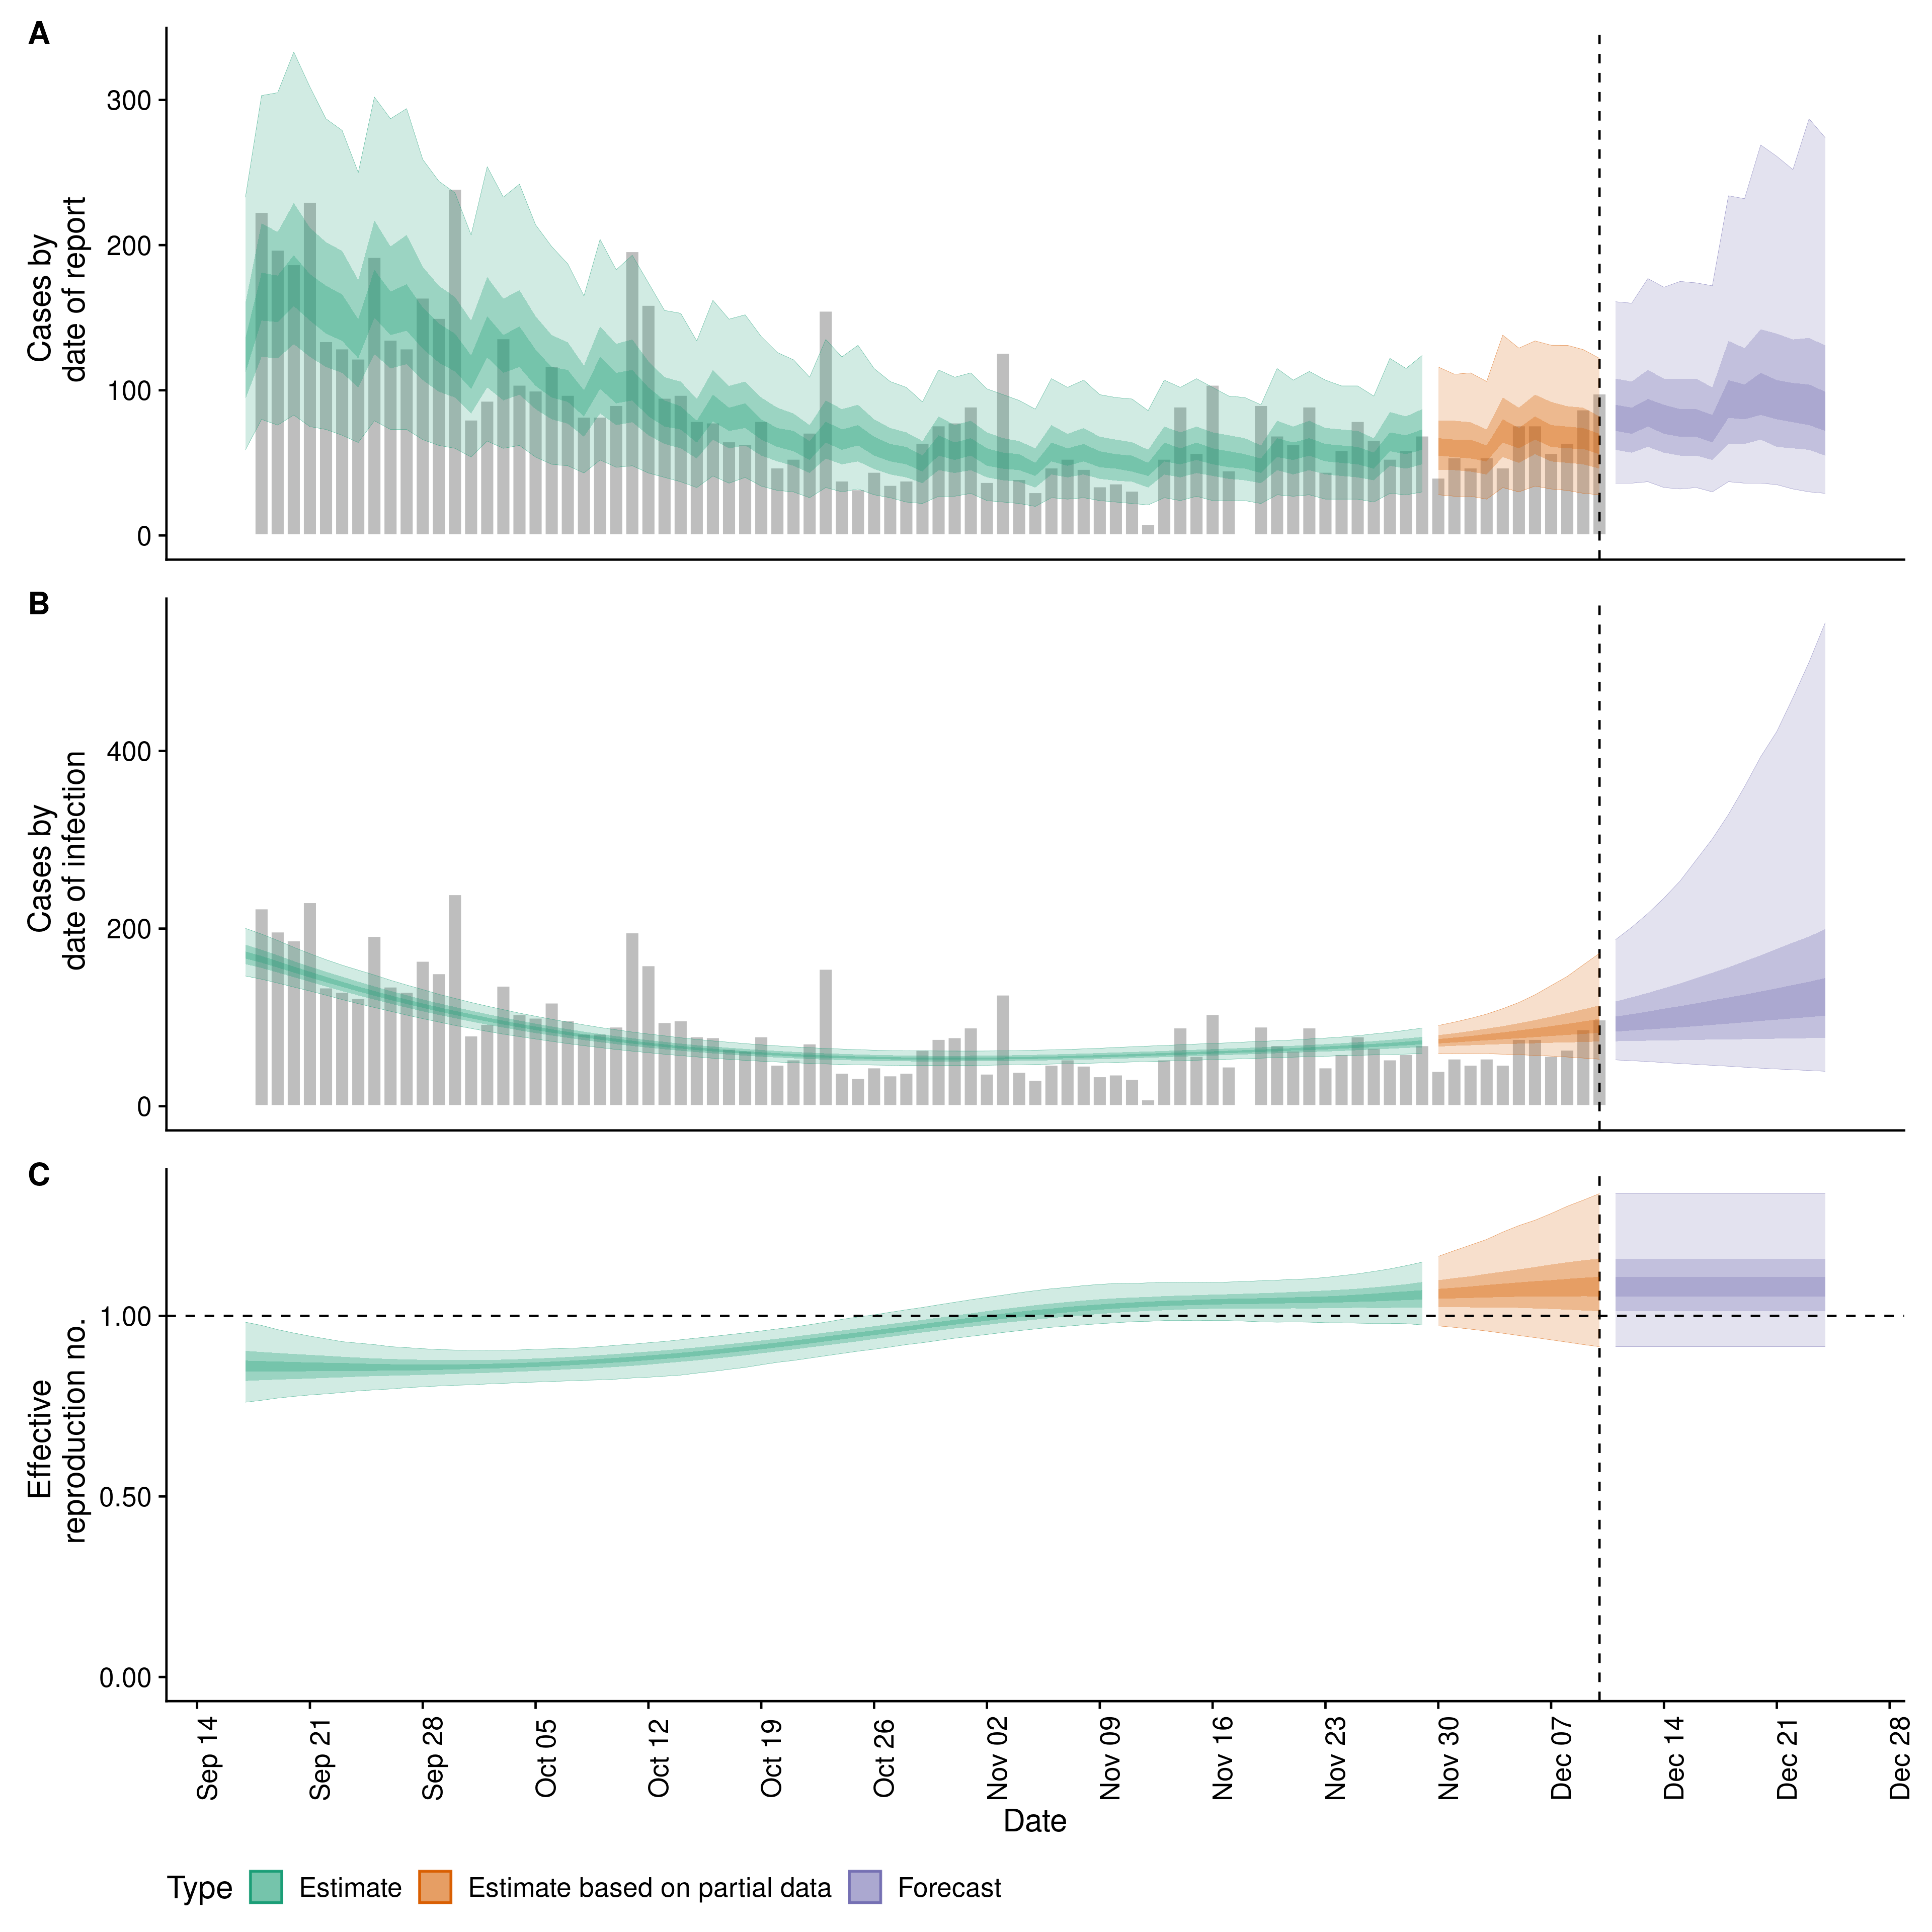 A
Cases by
date of report
300
200
100
0
B
Cases by
date of infection
400
200
0
C
Effective
reproduction no.
1.00
0.50
0.00
Sep 14
Sep 21
Sep 28
Oct 05
Oct 12
Oct 19
Oct 26
Nov 02
Nov 09
Nov 16
Nov 23
Nov 30
Dec 07
Dec 14
Dec 21
Dec 28
Date
Type Estimate Estimate based on partial data Forecast